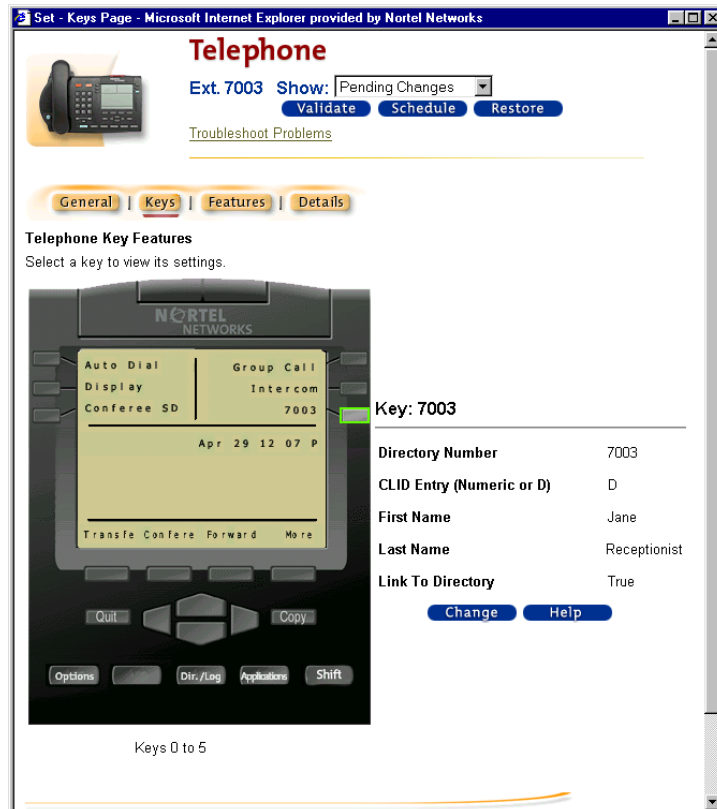 Set - Keys Page - Microsoft Internet Explorer provided by Nortel Networks
Telephone
Ext. 7003 Show: Pending Changes
Validate Schedule Restore
Troubleshoot Problems
General | Keys | Features | Details
Telephone Key Features
Select a key to view its settings.
NORTEL
NETWORKS
Auto Dial Group Call
Display Intercom
Conferee SD 7003
Apr 29 12 07 P
Transfe Confere Forward More
Quit Copy
Options Dir./Log Applications Shift
Keys 0 to 5
Key: 7003
Directory Number 7003
CLID Entry (Numeric or D) D
First Name Jane
Last Name Receptionist
Link To Directory True
Change Help